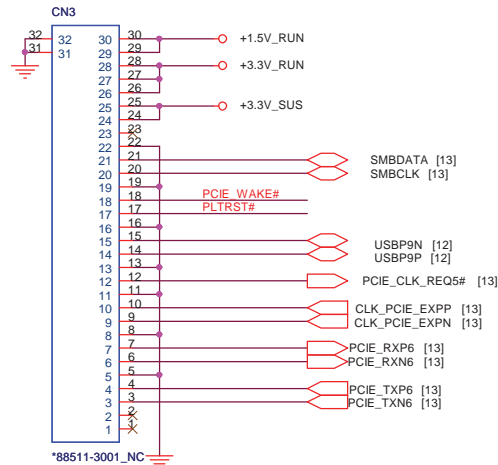 CN3
32 32 30 30 +1.5V_RUN
31 31 29 29
28 28 +3.3V_RUN
27 27
26 26
25 25 +3.3V_SUS
24 24
23 23
22 22
21 21 SMBDATA [13]
20 20 SMBCLK [13]
19 19
18 18 PCIE_WAKE#
17 17 PLTRST#
16 16
15 15 USBP9N [12]
14 14 USBP9P [12]
13 13
12 12 PCIE_CLK_REQ5# [13]
11 11
10 10 CLK_PCIE_EXPP [13]
9 9 CLK_PCIE_EXPN [13]
8 8
7 7 PCIE_RXP6 [13]
6 6 PCIE_RXN6 [13]
5 5
4 4 PCIE_TXP6 [13]
3 3 PCIE_TXN6 [13]
2 2
1 1
*88511-3001_NC